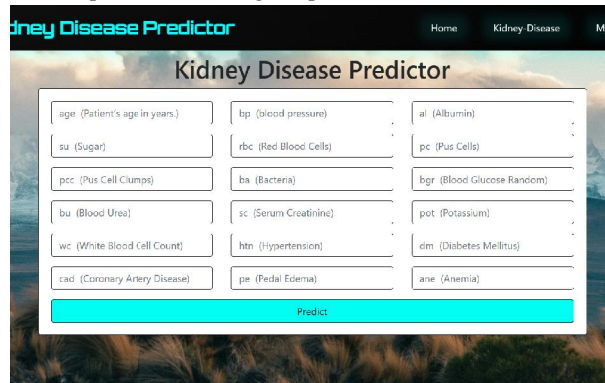 dney Disease Predictor
Home Kidney-Disease M
Kidney Disease Predictor
age (Patient's age in years.) bp (blood pressure) al (Albumin)
su (Sugar) rbc (Red Blood Cells) pc (Pus Cells)
pcc (Pus Cell Clumps) ba (Bacteria) bgr (Blood Glucose Random)
bu (Blood Urea) sc (Serum Creatinine) pot (Potassium)
wc (White Blood Cell Count) htn (Hypertension) dm (Diabetes Mellitus)
cad (Coronary Artery Disease) pe (Pedal Edema) ane (Anemia)
Predict